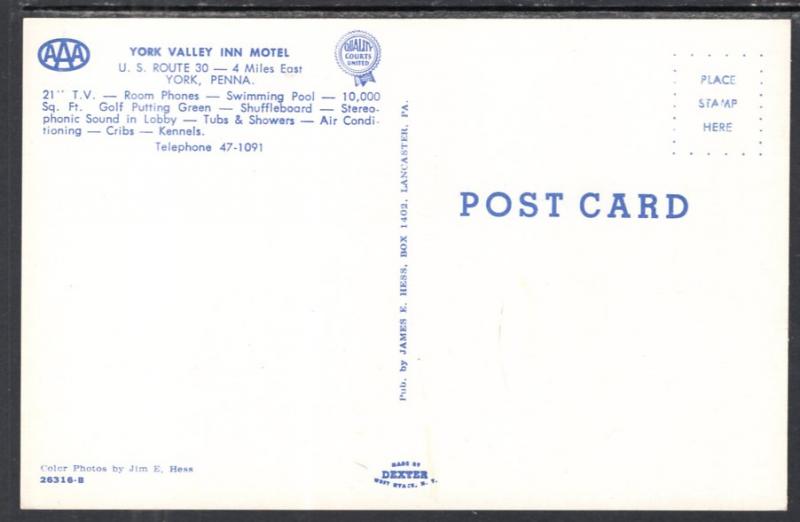 AAA
YORK VALLEY INN MOTEL
U. S. ROUTE 30 — 4 Miles East
YORK, PENNA.
21" T.V. — Room Phones — Swimming Pool — 10,000
Sq. Ft. Golf Putting Green — Shuffleboard — Stereo-
phonic Sound in Lobby — Tubs & Showers — Air Condi-
tioning — Cribs — Kennels.
Telephone 47-1091
QUALITY
COURTS
UNITED
PLACE
STAMP
HERE
POST CARD
Pub. by JAMES E. HESS, BOX 1402, LANCASTER, PA.
Color Photos by Jim E. Hess
26316-B
MADE BY
DEXTER
WEST NYACK, N. Y.